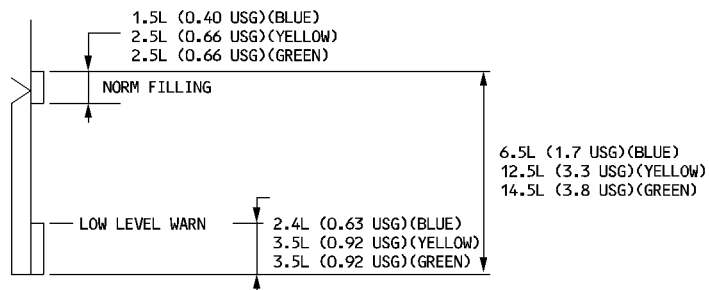 1.5L (0.40 USG)(BLUE)
2.5L (0.66 USG)(YELLOW)
2.5L (0.66 USG)(GREEN)
NORM FILLING
6.5L (1.7 USG)(BLUE)
12.5L (3.3 USG)(YELLOW)
14.5L (3.8 USG)(GREEN)
LOW LEVEL WARN
2.4L (0.63 USG)(BLUE)
3.5L (0.92 USG)(YELLOW)
3.5L (0.92 USG)(GREEN)